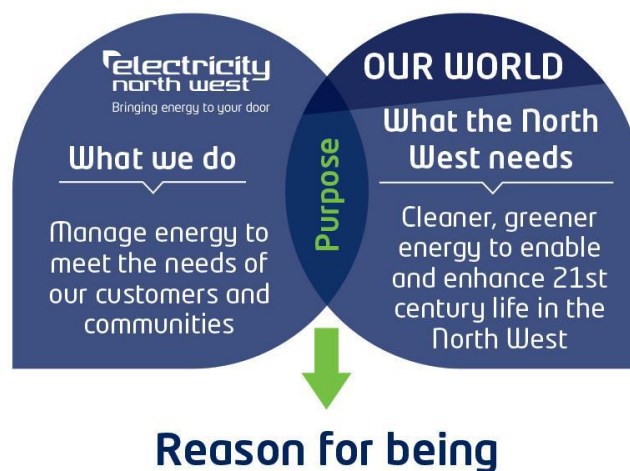 electricity
north west
Bringing energy to your door
What we do
Manage energy to
meet the needs of
our customers and
communities
Purpose
OUR WORLD
What the North
West needs
Cleaner, greener
energy to enable
and enhance 21st
century life in the
North West
Reason for being